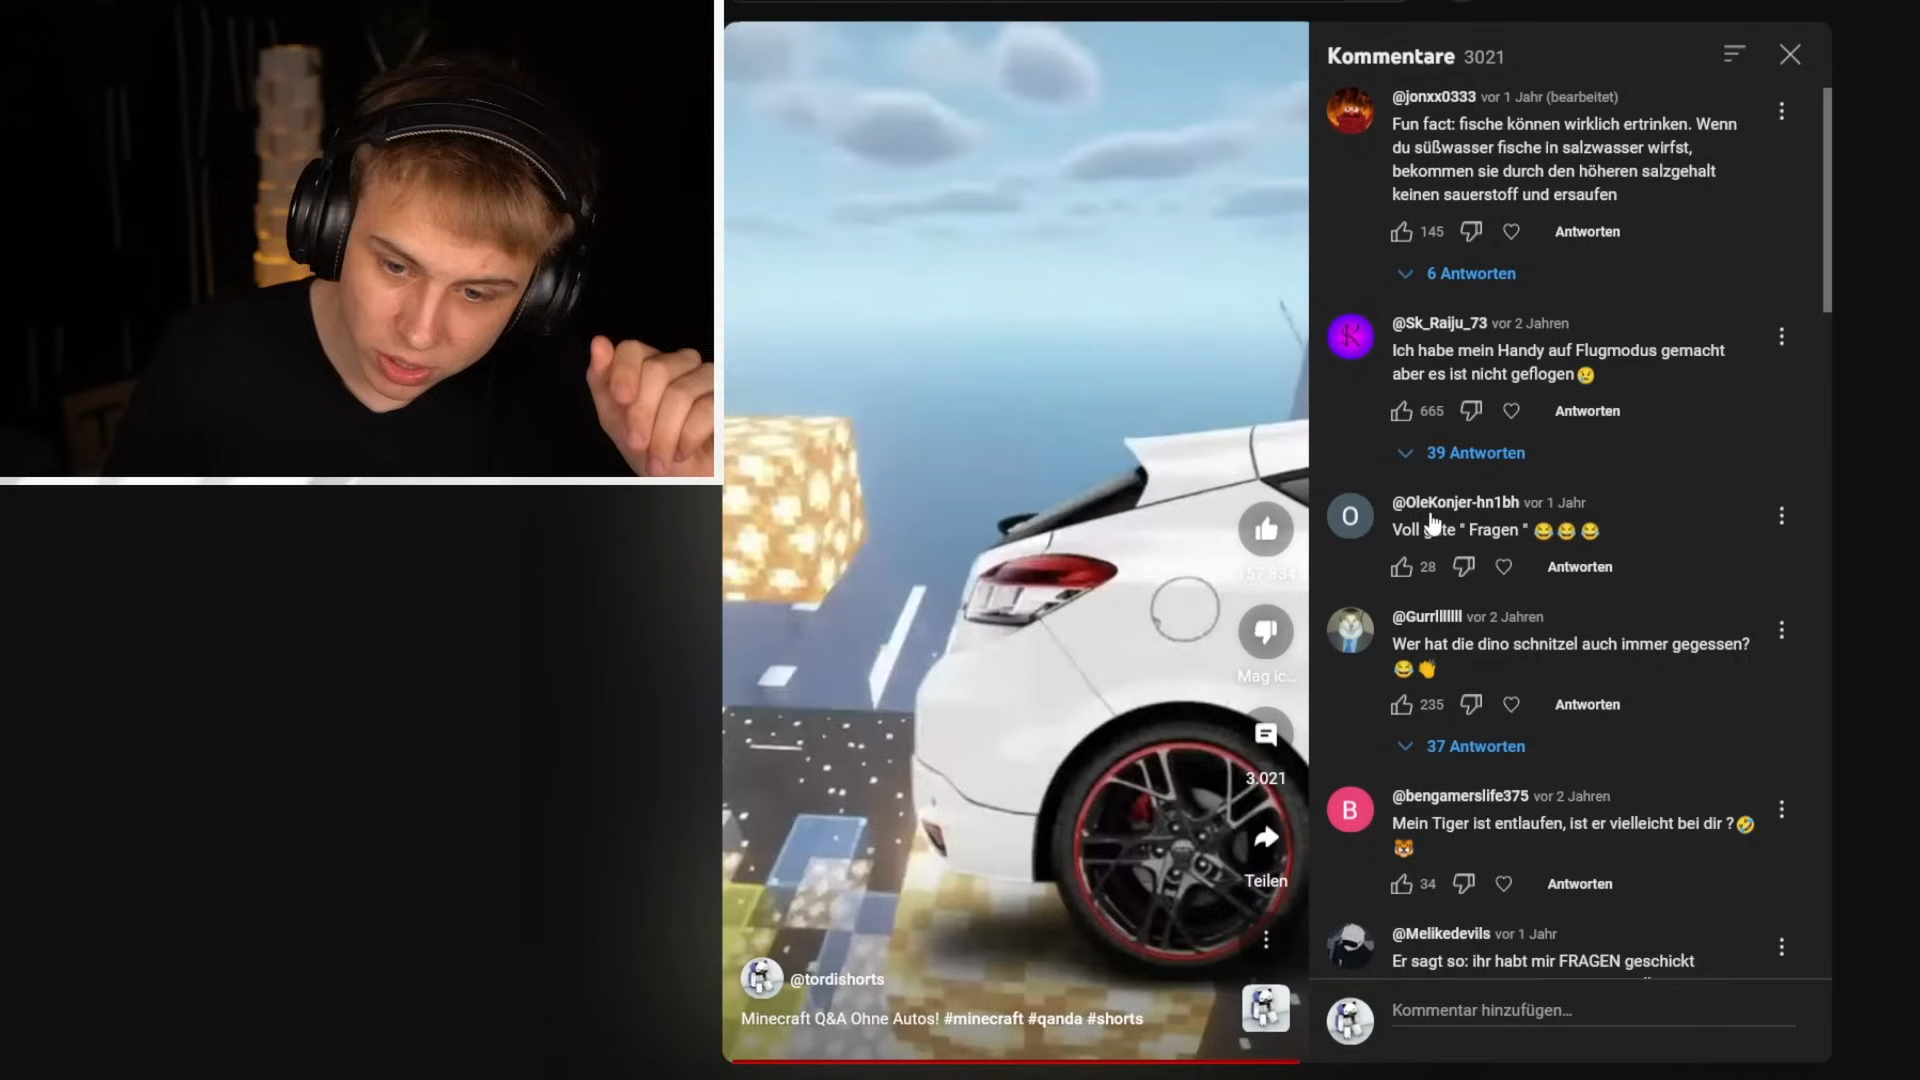 Kommentare 3021
@jonxx0333 vor 1 Jahr (bearbeitet)
Fun fact: fische können wirklich ertrinken. Wenn
du süßwasser fische in salzwasser wirfst,
bekommen sie durch den höheren salzgehalt
keinen sauerstoff und ersaufen
145 Antworten
6 Antworten
@Sk_Raiju_73 vor 2 Jahren
Ich habe mein Handy auf Flugmodus gemacht
aber es ist nicht geflogen😢
665 Antworten
39 Antworten
@OleKonjer-hn1bh vor 1 Jahr
Voll " Fragen " 😂😂😂
28 Antworten
@Gurrlllllll vor 2 Jahren
Wer hat die dino schnitzel auch immer gegessen?
😂👏
235 Antworten
37 Antworten
@bengamerslife375 vor 2 Jahren
Mein Tiger ist entlaufen, ist er vielleicht bei dir ?🤣
🐯
34 Antworten
@Melikedevils vor 1 Jahr
Er sagt so: ihr habt mir FRAGEN geschickt
Kommentar hinzufügen...
O
B
157.834
Mag ic...
3.021
Teilen
@tordishorts
Minecraft Q&A Ohne Autos! #minecraft #qanda #shorts